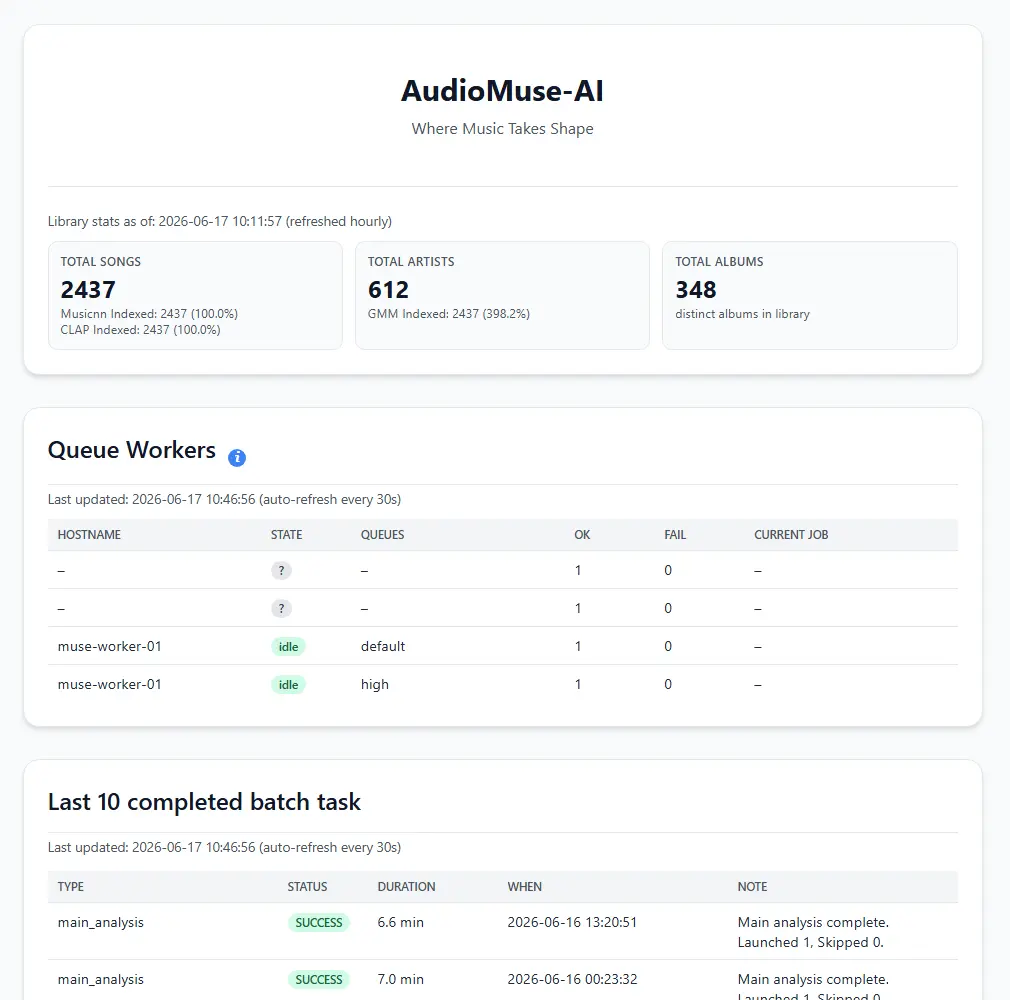 AudioMuse-AI
Where Music Takes Shape
Library stats as of: 2026-06-17 10:11:57 (refreshed hourly)
TOTAL SONGS
2437
Musicnn Indexed: 2437 (100.0%)
CLAP Indexed: 2437 (100.0%)
TOTAL ARTISTS
612
GMM Indexed: 2437 (398.2%)
TOTAL ALBUMS
348
distinct albums in library
Queue Workers i
Last updated: 2026-06-17 10:46:56 (auto-refresh every 30s)
HOSTNAME STATE QUEUES OK FAIL CURRENT JOB
– ? – 1 0 –
– ? – 1 0 –
muse-worker-01 idle default 1 0 –
muse-worker-01 idle high 1 0 –
Last 10 completed batch task
Last updated: 2026-06-17 10:46:56 (auto-refresh every 30s)
TYPE STATUS DURATION WHEN NOTE
main_analysis SUCCESS 6.6 min 2026-06-16 13:20:51 Main analysis complete.
Launched 1, Skipped 0.
main_analysis SUCCESS 7.0 min 2026-06-16 00:23:32 Main analysis complete.
Launched 1, Skipped 0